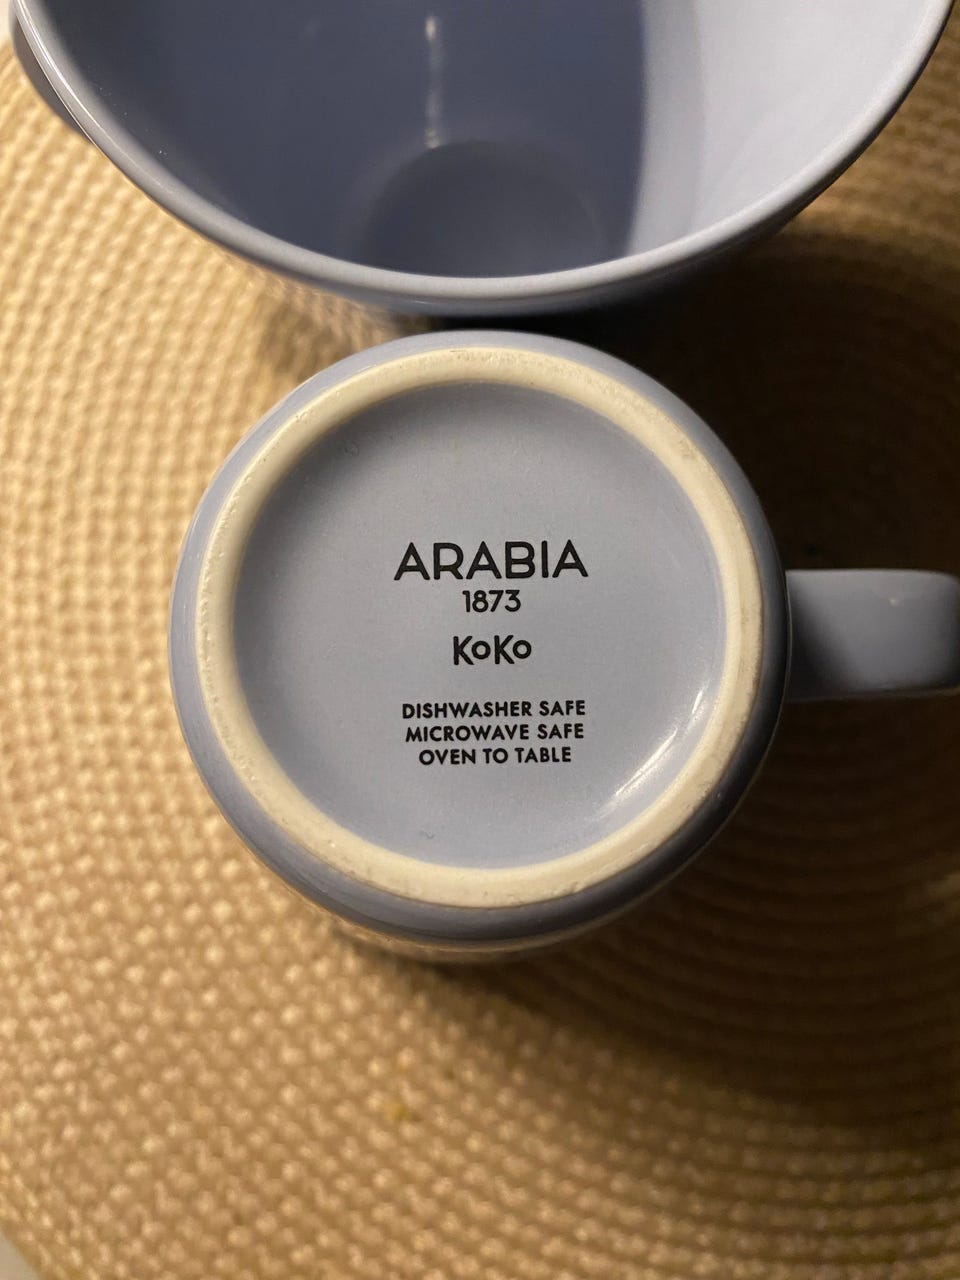 ARABIA
1873
KoKo
DISHWASHER SAFE
MICROWAVE SAFE
OVEN TO TABLE